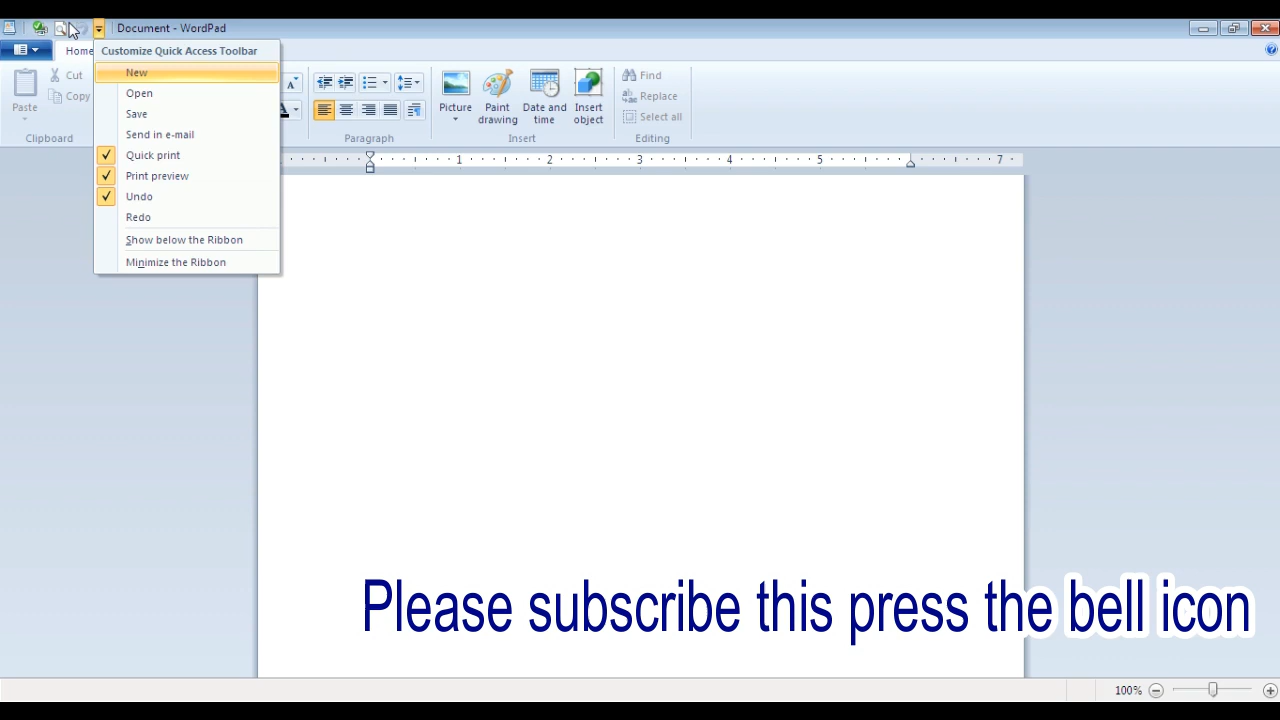 Document - WordPad
Home
Customize Quick Access Toolbar
New
Open
Save
Send in e-mail
Quick print
Print preview
Undo
Redo
Show below the Ribbon
Minimize the Ribbon
Paste
Cut
Copy
Clipboard
A
A
Paragraph
Picture
Paint drawing
Date and time
Insert object
Insert
Find
Replace
Select all
Editing
1 2 3 4 5 7
Please subscribe this press the bell icon
100%